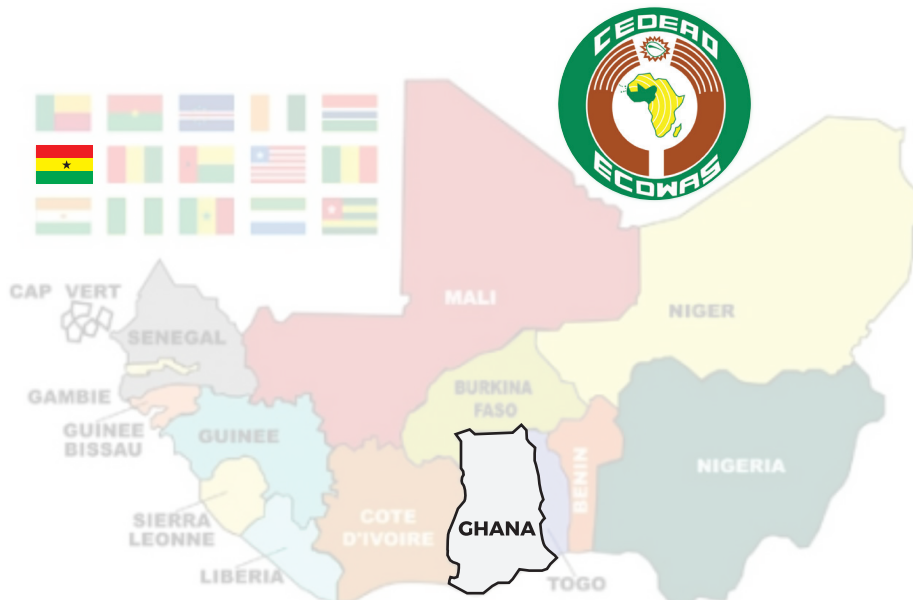 CEDEAO
ECOWAS
MALI
NIGER
CAP VERT
SENEGAL
GAMBIE
GUÍNEE
BISSAU
GUINEE
BURKINA
FASO
SIERRA
LEONNE
LIBERIA
COTE
D'IVOIRE
GHANA
TOGO
BENIN
NIGERIA